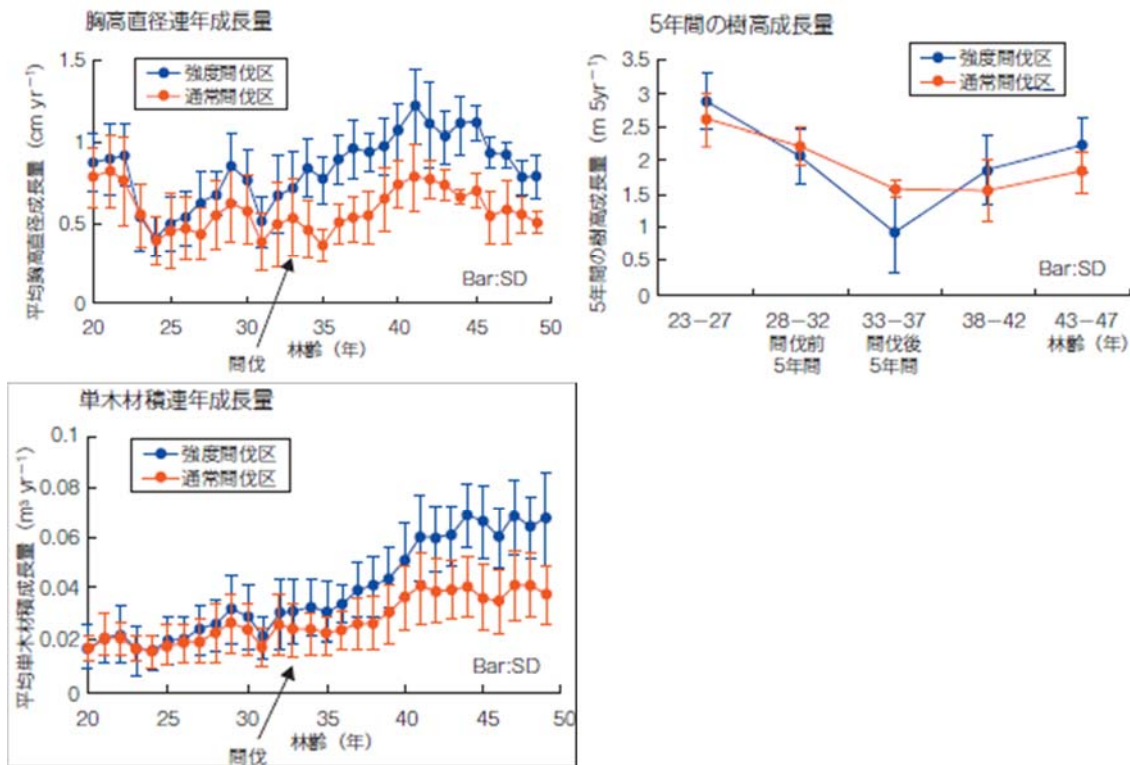 胸高直径連年成長量
平均胸高直径成長量 (cm yr⁻¹)
1.5
1
0.5
0
強度間伐区
通常間伐区
Bar:SD
20 25 30 35 40 45 50
林齢(年)
間伐
5年間の樹高成長量
5年間の樹高成長量 (m 5yr⁻¹)
3.5
3
2.5
2
1.5
1
0.5
0
強度間伐区
通常間伐区
Bar:SD
23−27 28−32 33−37 38−42 43−47
間伐前 間伐後 林齢(年)
5年間 5年間
単木材積連年成長量
平均単木材積成長量 (m³ yr⁻¹)
0.1
0.08
0.06
0.04
0.02
0
強度間伐区
通常間伐区
Bar:SD
20 25 30 35 40 45 50
林齢(年)
間伐